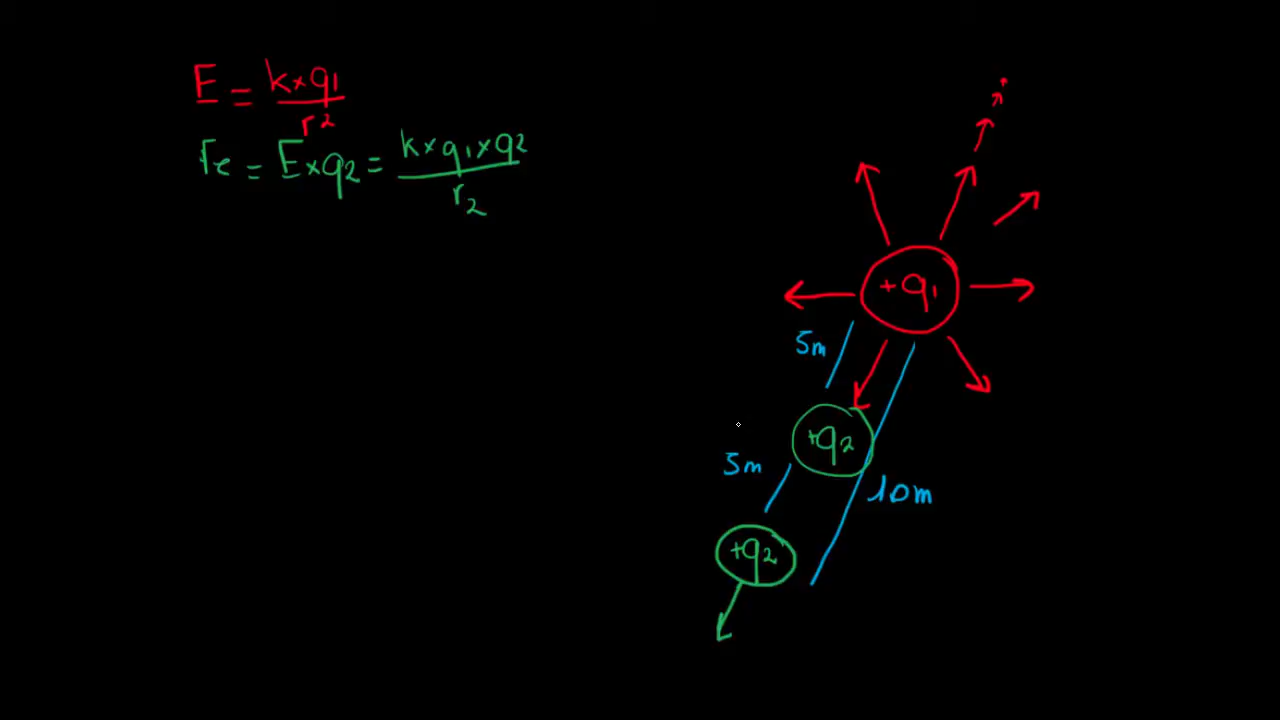 E = k×q1
r2
Fe = E×q2 = k×q1×q2
r2
+q1
5m
+q2
5m
10m
+q2